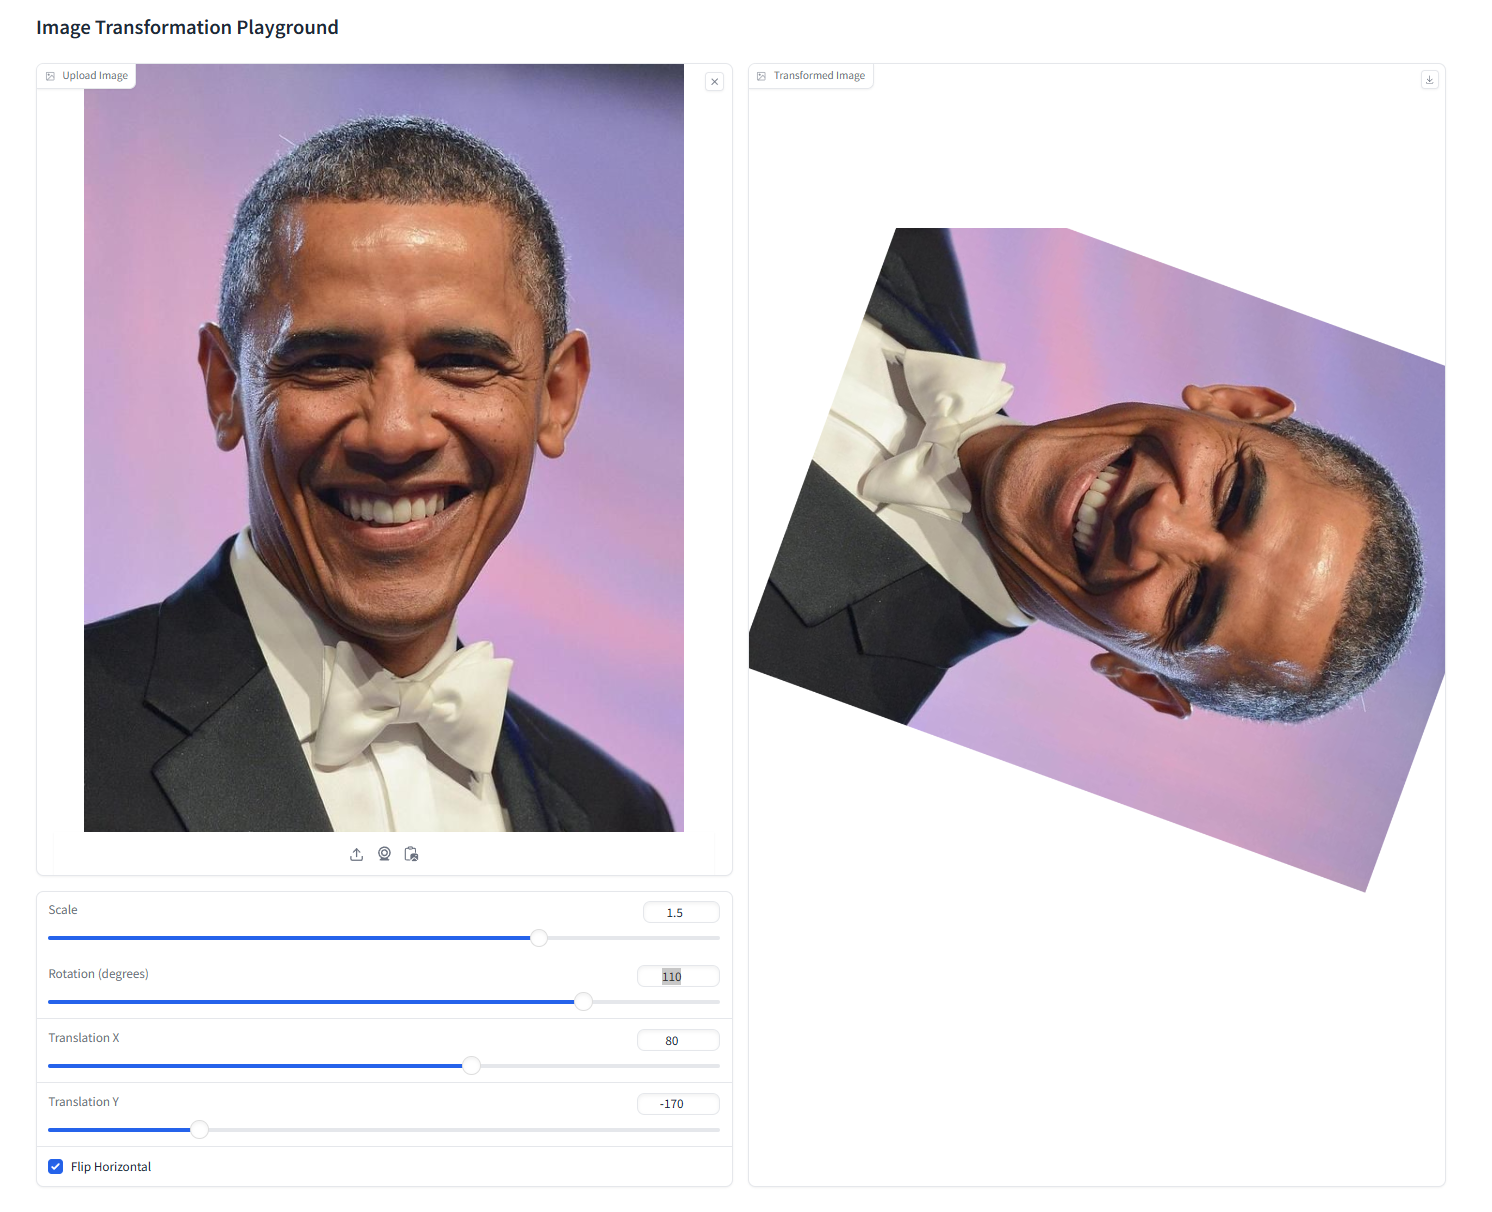 Image Transformation Playground
Upload Image
Transformed Image
Scale
1.5
Rotation (degrees)
110
Translation X
80
Translation Y
-170
Flip Horizontal